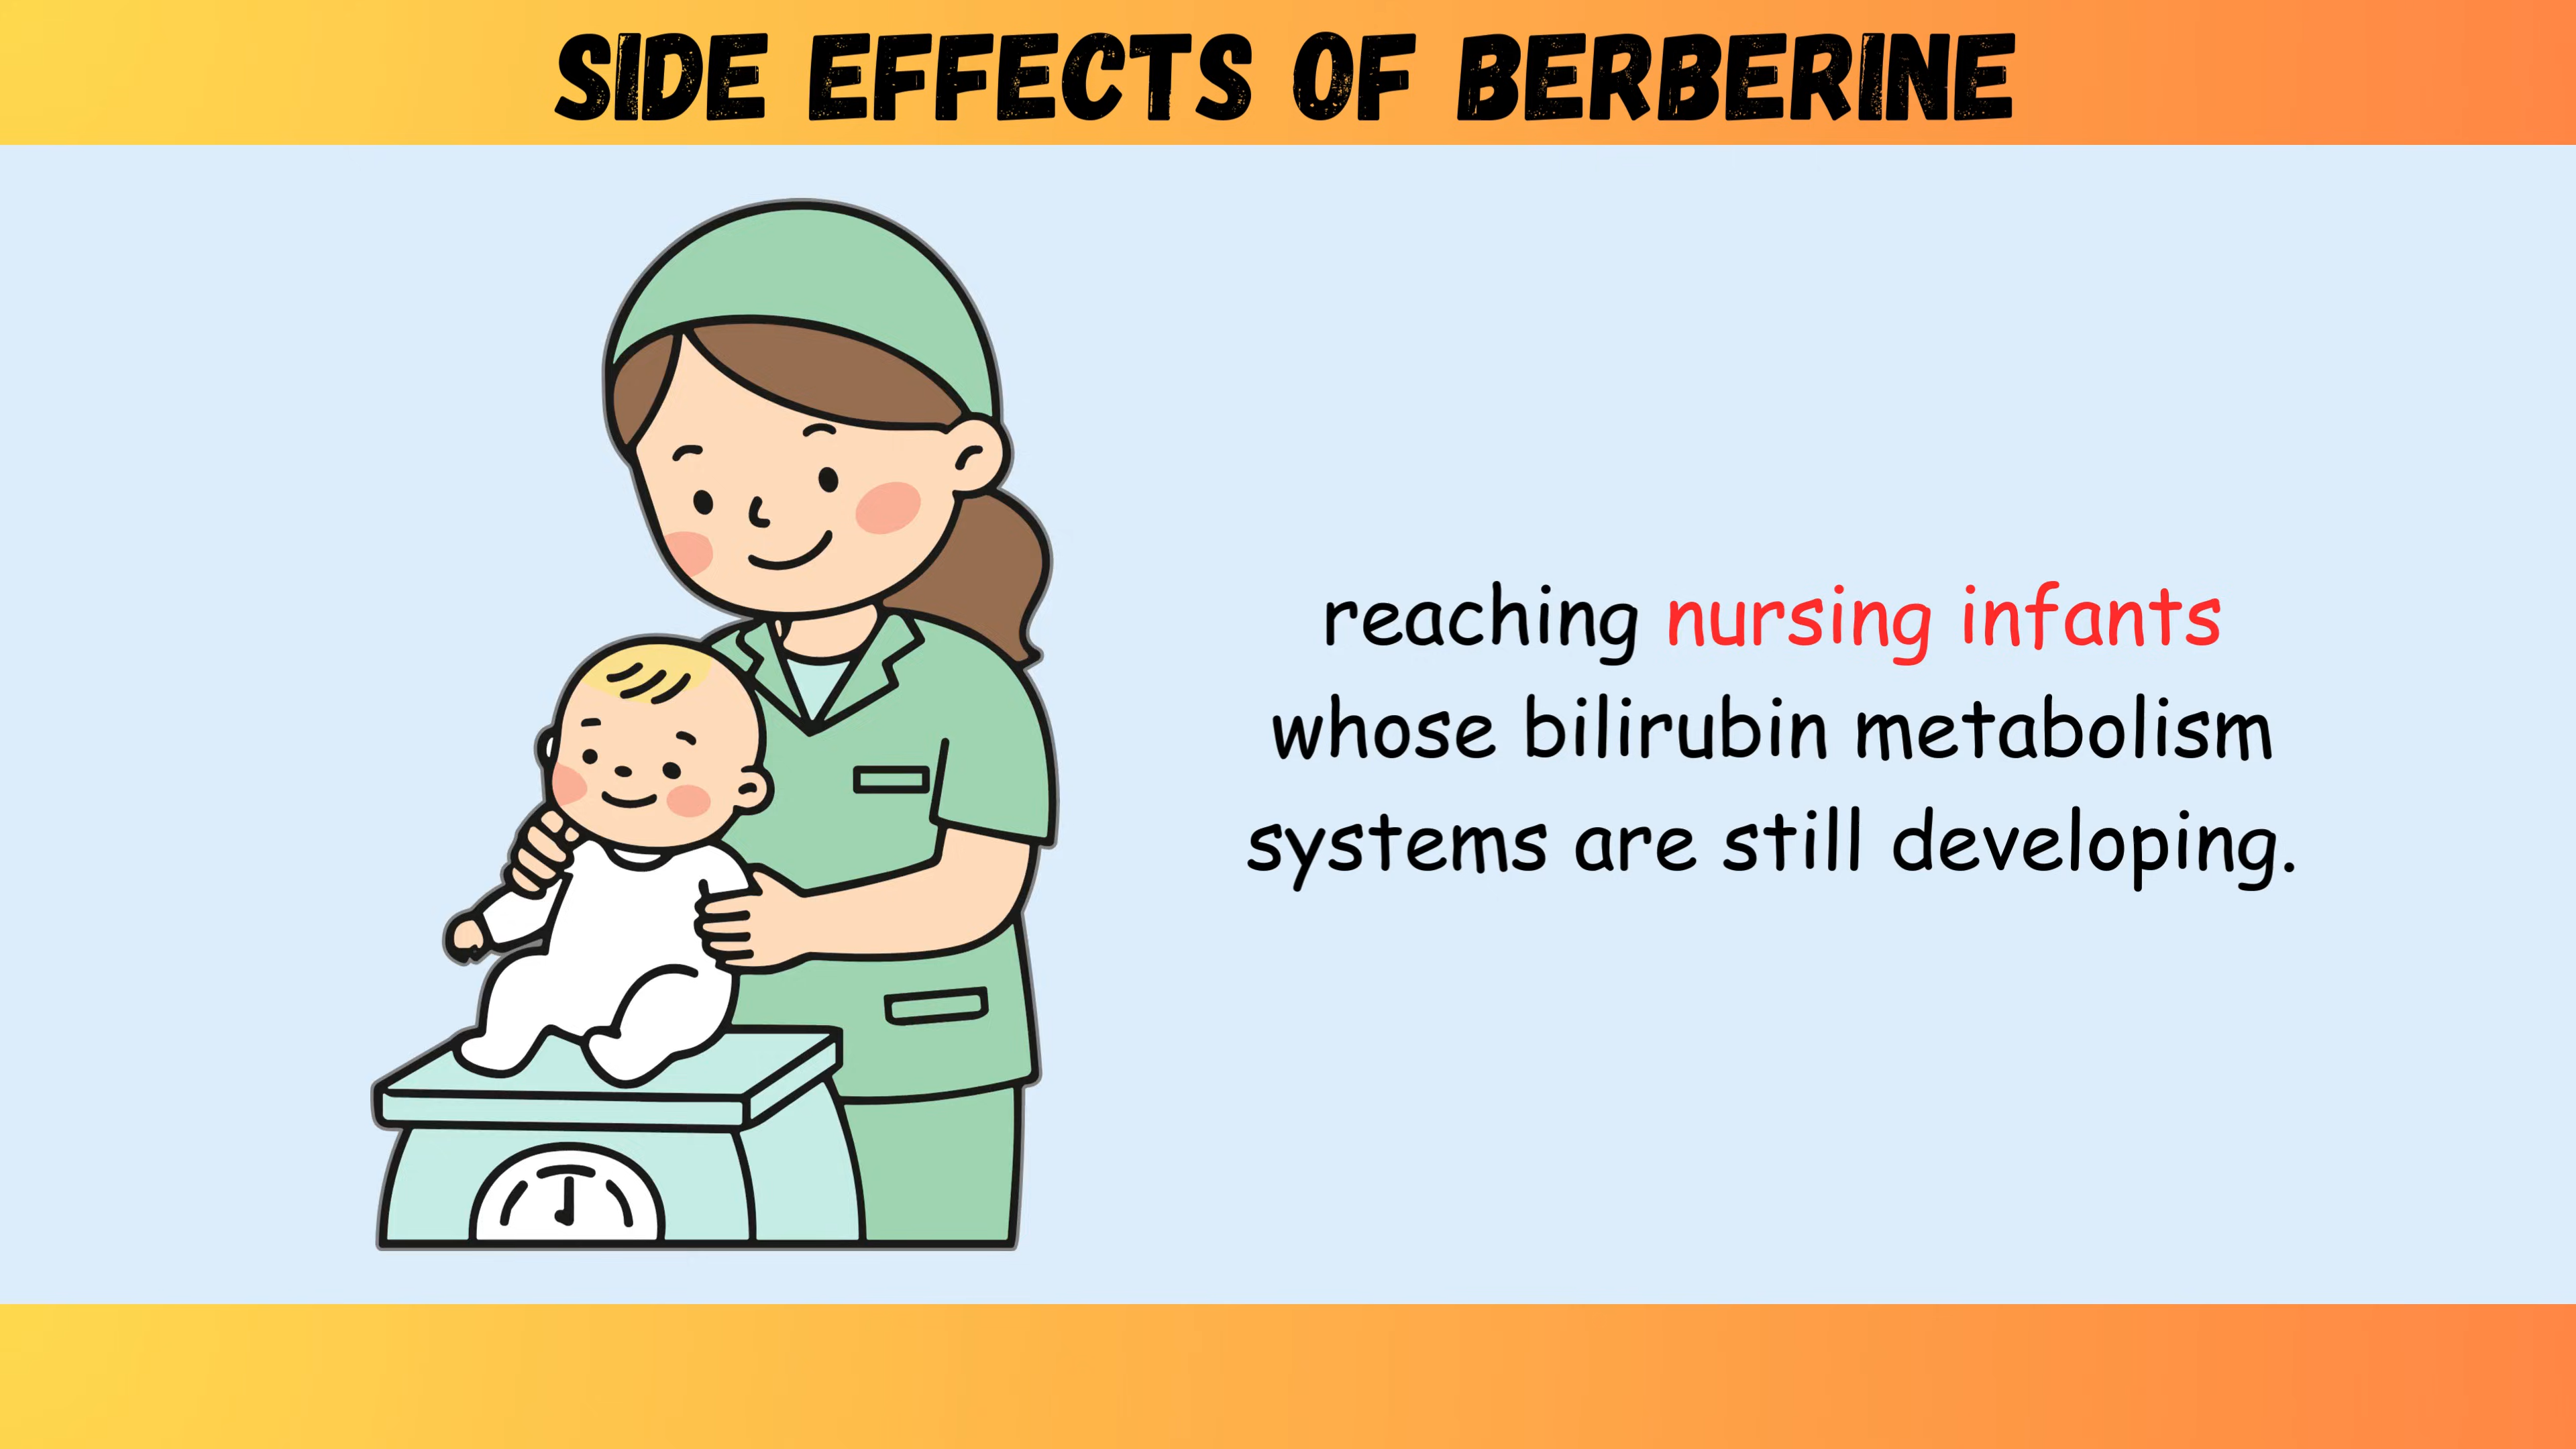 SIDE EFFECTS OF BERBERINE
reaching nursing infants
whose bilirubin metabolism
systems are still developing.